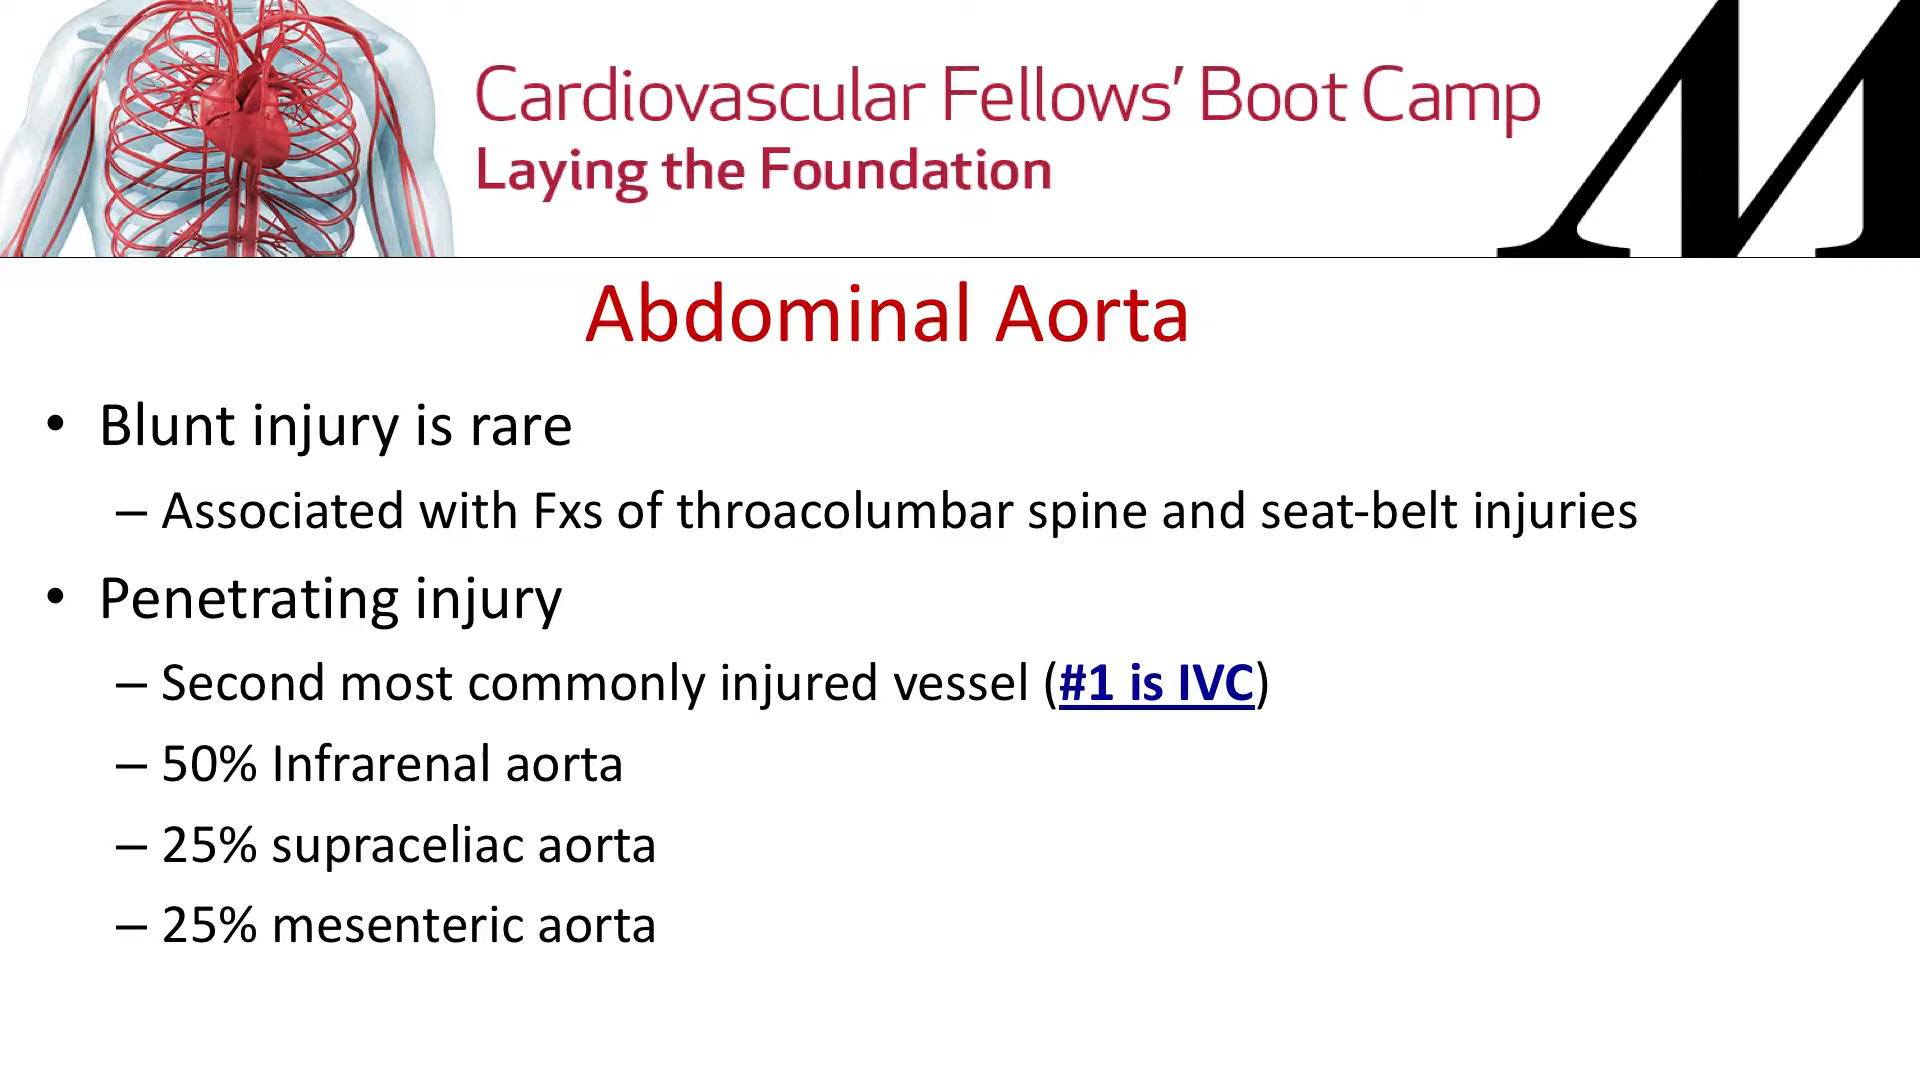 Cardiovascular Fellows’ Boot Camp
Laying the Foundation
M
Abdominal Aorta
• Blunt injury is rare
– Associated with Fxs of throacolumbar spine and seat-belt injuries
• Penetrating injury
– Second most commonly injured vessel (#1 is IVC)
– 50% Infrarenal aorta
– 25% supraceliac aorta
– 25% mesenteric aorta